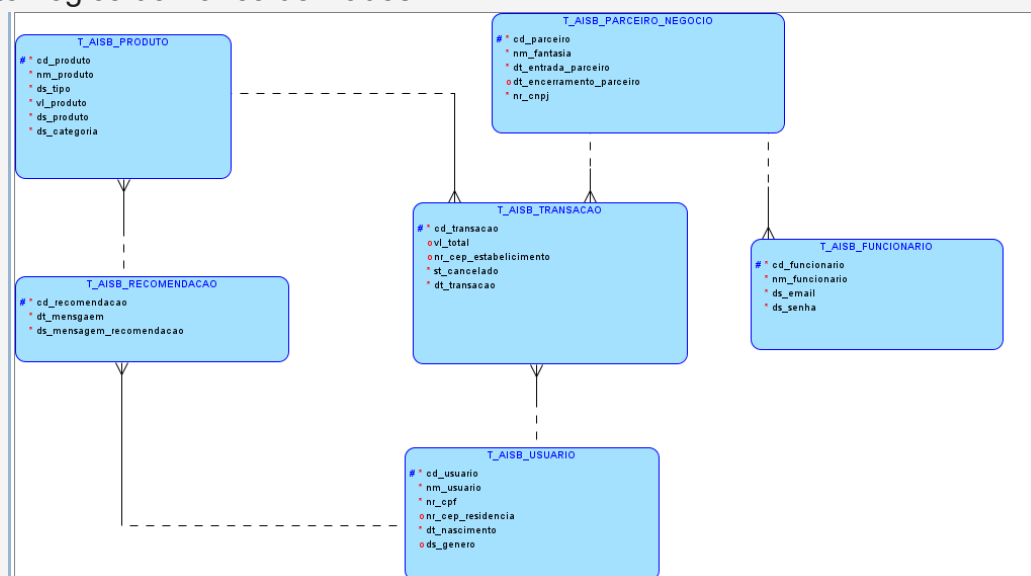 T_AISB_PRODUTO
# * cd_produto
* nm_produto
* ds_tipo
* vl_produto
* ds_produto
* ds_categoria
T_AISB_PARCEIRO_NEGOCIO
# * cd_parceiro
* nm_fantasia
* dt_entrada_parceiro
o dt_encerramento_parceiro
* nr_cnpj
T_AISB_TRANSACAO
# * cd_transacao
o vl_total
o nr_cep_estabelicimento
* st_cancelado
* dt_transacao
T_AISB_FUNCIONARIO
# * cd_funcionario
* nm_funcionario
* ds_email
* ds_senha
T_AISB_RECOMENDACAO
# * cd_recomendacao
* dt_mensgaem
* ds_mensagem_recomendacao
T_AISB_USUARIO
# * cd_usuario
* nm_usuario
* nr_cpf
o nr_cep_residencia
* dt_nascimento
o ds_genero